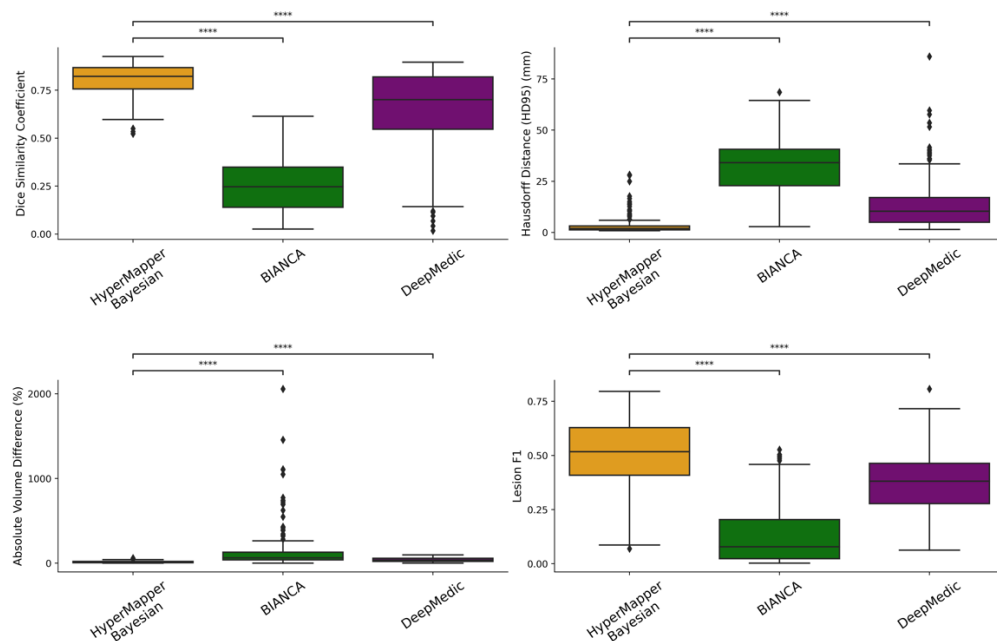 ****
****
Dice Similarity Coefficient
0.75
0.50
0.25
0.00
HyperMapper
Bayesian
BIANCA
DeepMedic
****
****
Hausdorff Distance (HD95) (mm)
75
50
25
0
HyperMapper
Bayesian
BIANCA
DeepMedic
****
****
Absolute Volume Difference (%)
2000
1000
0
HyperMapper
Bayesian
BIANCA
DeepMedic
****
****
Lesion F1
0.75
0.50
0.25
0.00
HyperMapper
Bayesian
BIANCA
DeepMedic